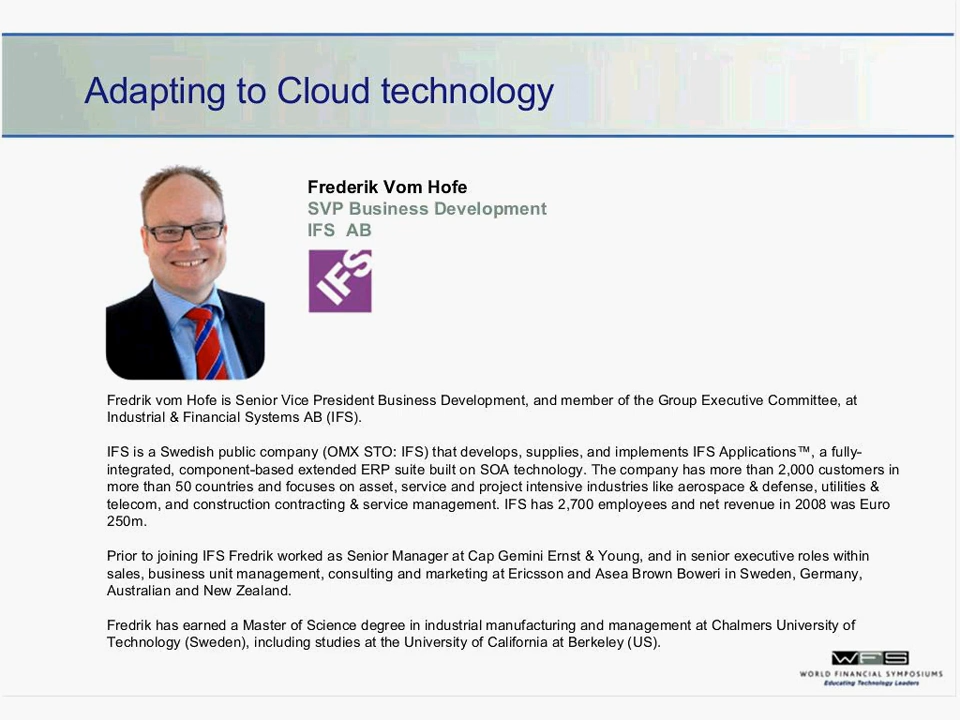 Adapting to Cloud technology
Frederik Vom Hofe
SVP Business Development
IFS AB
IFS
Fredrik vom Hofe is Senior Vice President Business Development, and member of the Group Executive Committee, at
Industrial & Financial Systems AB (IFS).
IFS is a Swedish public company (OMX STO: IFS) that develops, supplies, and implements IFS Applications™, a fully-
integrated, component-based extended ERP suite built on SOA technology. The company has more than 2,000 customers in
more than 50 countries and focuses on asset, service and project intensive industries like aerospace & defense, utilities &
telecom, and construction contracting & service management. IFS has 2,700 employees and net revenue in 2008 was Euro
250m.
Prior to joining IFS Fredrik worked as Senior Manager at Cap Gemini Ernst & Young, and in senior executive roles within
sales, business unit management, consulting and marketing at Ericsson and Asea Brown Boweri in Sweden, Germany,
Australian and New Zealand.
Fredrik has earned a Master of Science degree in industrial manufacturing and management at Chalmers University of
Technology (Sweden), including studies at the University of California at Berkeley (US).
WFS
WORLD FINANCIAL SYMPOSIUMS
Educating Technology Leaders